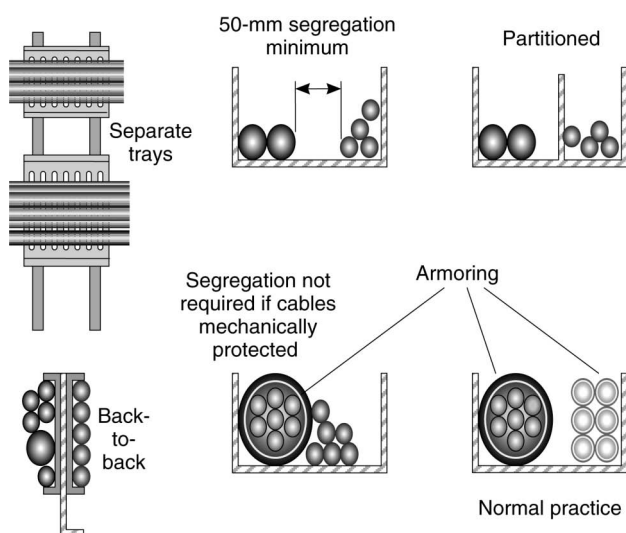 50-mm segregation
minimum
Partitioned
Separate
trays
Segregation not
required if cables
mechanically
protected
Armoring
Back-
to-
back
Normal practice